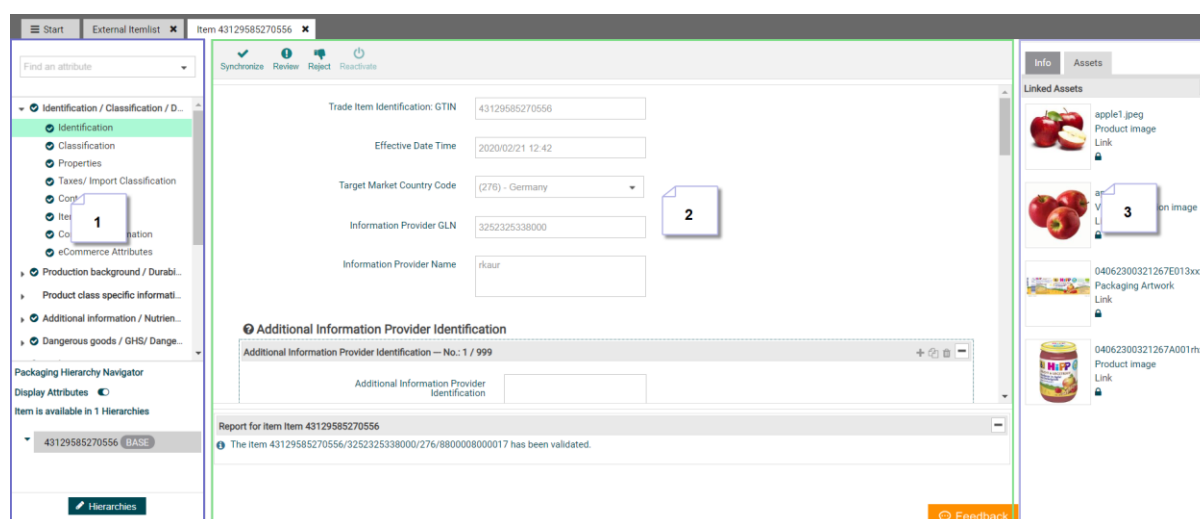 Start
External Itemlist
Item 43129585270556
Find an attribute
Identification / Classification / D...
Identification
Classification
Properties
Taxes/ Import Classification
eCommerce Attributes
Production background / Durabi...
Product class specific informati...
Additional information / Nutrien...
Dangerous goods / GHS/ Dange...
1
Packaging Hierarchy Navigator
Display Attributes
Item is available in 1 Hierarchies
43129585270556 BASE
Hierarchies
Synchronize Review Reject Reactivate
Trade Item Identification: GTIN 43129585270556
Effective Date Time 2020/02/21 12:42
Target Market Country Code (276) - Germany
Information Provider GLN 3252325338000
Information Provider Name rkaur
2
Additional Information Provider Identification
Additional Information Provider Identification — No.: 1 / 999
Additional Information Provider
Identification
Report for item Item 43129585270556
The item 43129585270556/3252325338000/276/8800008000017 has been validated.
Feedback
Info Assets
Linked Assets
apple1.jpeg
Product image
Link
on image
3
04062300321267E013xx
Packaging Artwork
Link
04062300321267A001rh
Product image
Link
HiPP